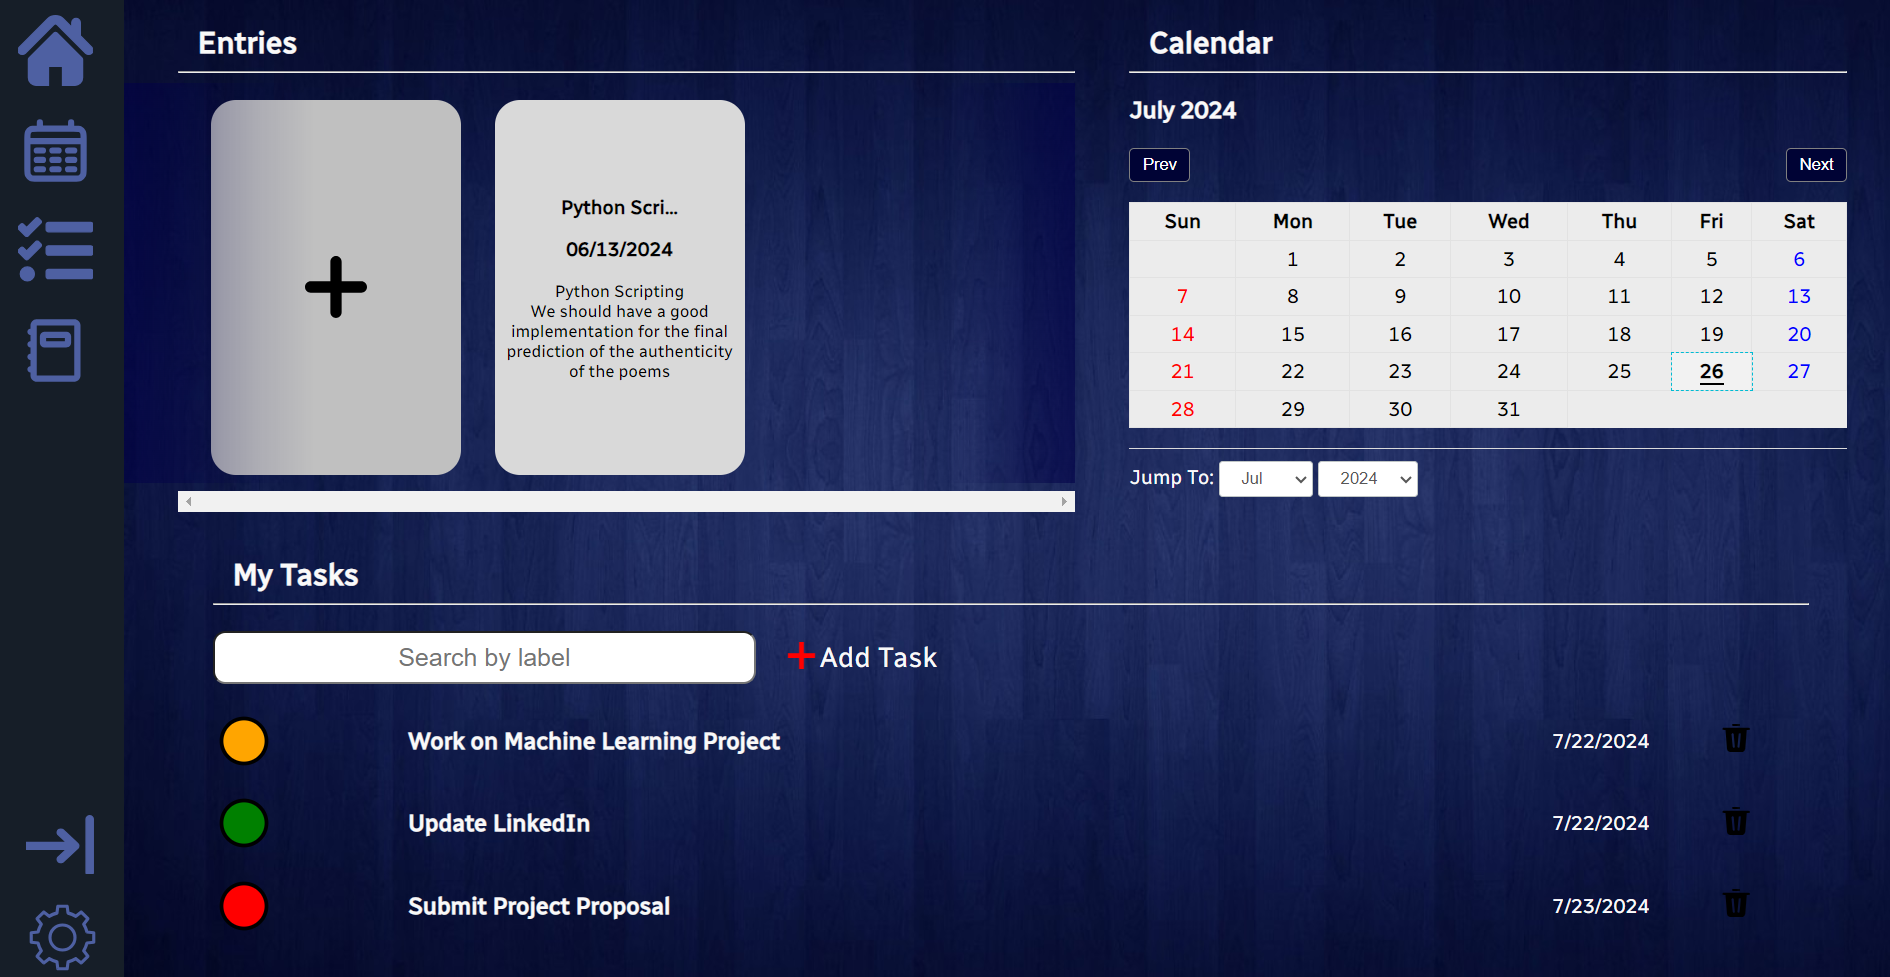 Entries
Python Scri...
06/13/2024
Python Scripting
We should have a good
implementation for the final
prediction of the authenticity
of the poems
Calendar
July 2024
Prev Next
Sun Mon Tue Wed Thu Fri Sat
1 2 3 4 5 6
7 8 9 10 11 12 13
14 15 16 17 18 19 20
21 22 23 24 25 26 27
28 29 30 31
Jump To: Jul 2024
My Tasks
Search by label Add Task
Work on Machine Learning Project 7/22/2024
Update LinkedIn 7/22/2024
Submit Project Proposal 7/23/2024